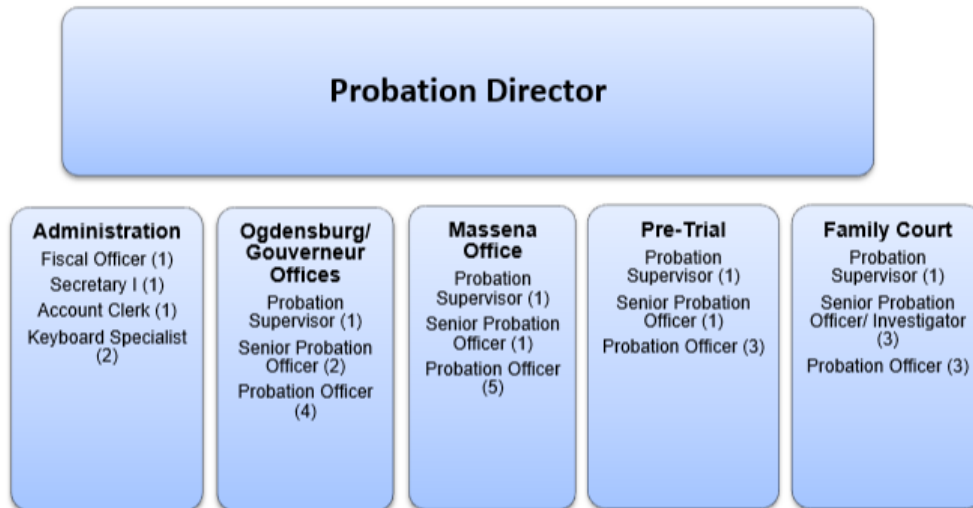 Probation Director
Administration
Fiscal Officer (1)
Secretary I (1)
Account Clerk (1)
Keyboard Specialist
(2)
Ogdensburg/
Gouverneur
Offices
Probation
Supervisor (1)
Senior Probation
Officer (2)
Probation Officer
(4)
Massena
Office
Probation
Supervisor (1)
Senior Probation
Officer (1)
Probation Officer
(5)
Pre-Trial
Probation
Supervisor (1)
Senior Probation
Officer (1)
Probation Officer (3)
Family Court
Probation
Supervisor (1)
Senior Probation
Officer/ Investigator
(3)
Probation Officer (3)